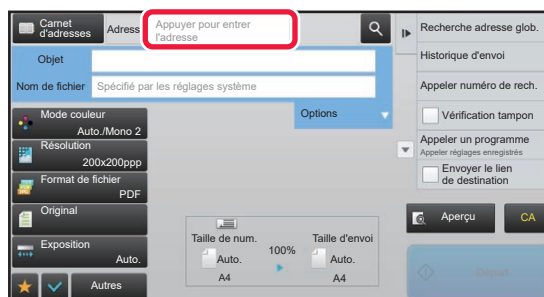 Carnet
d'adresses
Adress
Appuyer pour entrer
l'adresse
Objet
Nom de fichier
Spécifié par les réglages système
Options
Mode couleur
Auto./Mono 2
Résolution
200x200ppp
Format de fichier
PDF
Original
Exposition
Auto.
Autres
Taille de num.
Auto.
A4
100%
Taille d'envoi
Auto.
A4
Recherche adresse glob.
Historique d'envoi
Appeler numéro de rech.
Vérification tampon
Appeler un programme
Appeler réglages enregistrés
Envoyer le lien
de destination
Aperçu
CA
Départ